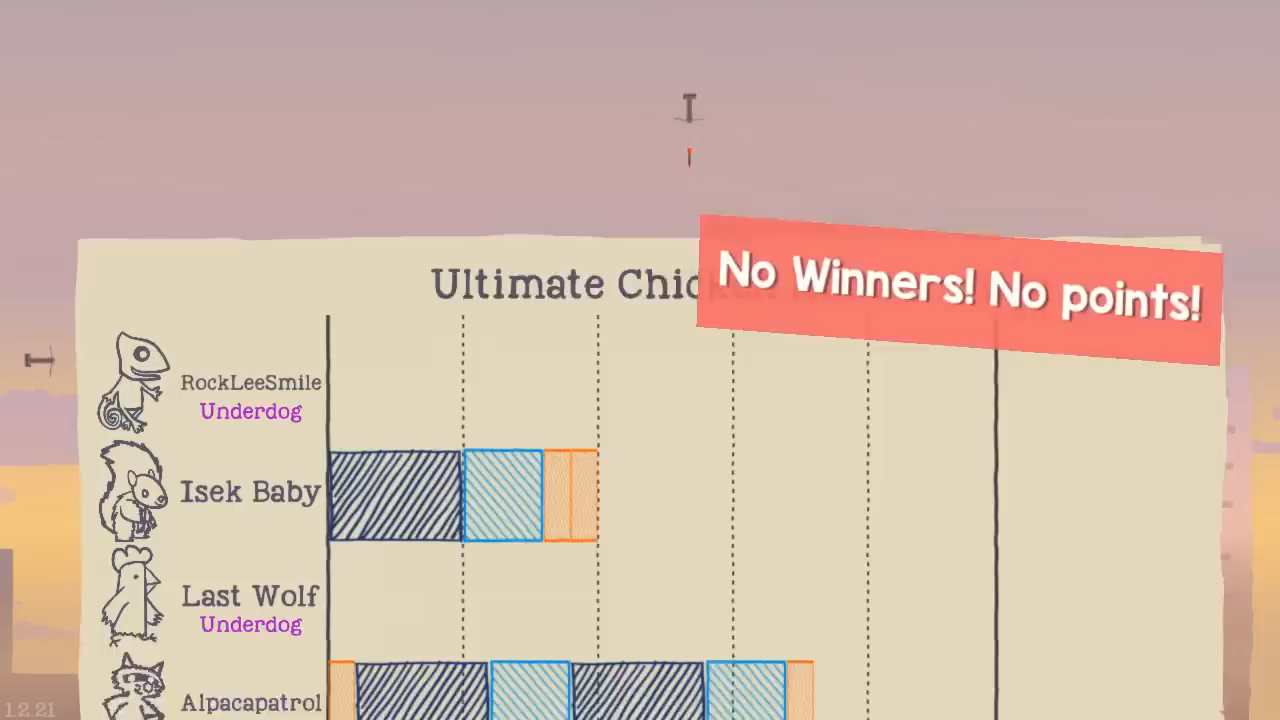 Ultimate Chic
No Winners! No points!
RockLeeSmile
Underdog
Isek Baby
Last Wolf
Underdog
Alpacapatrol
1.2.21